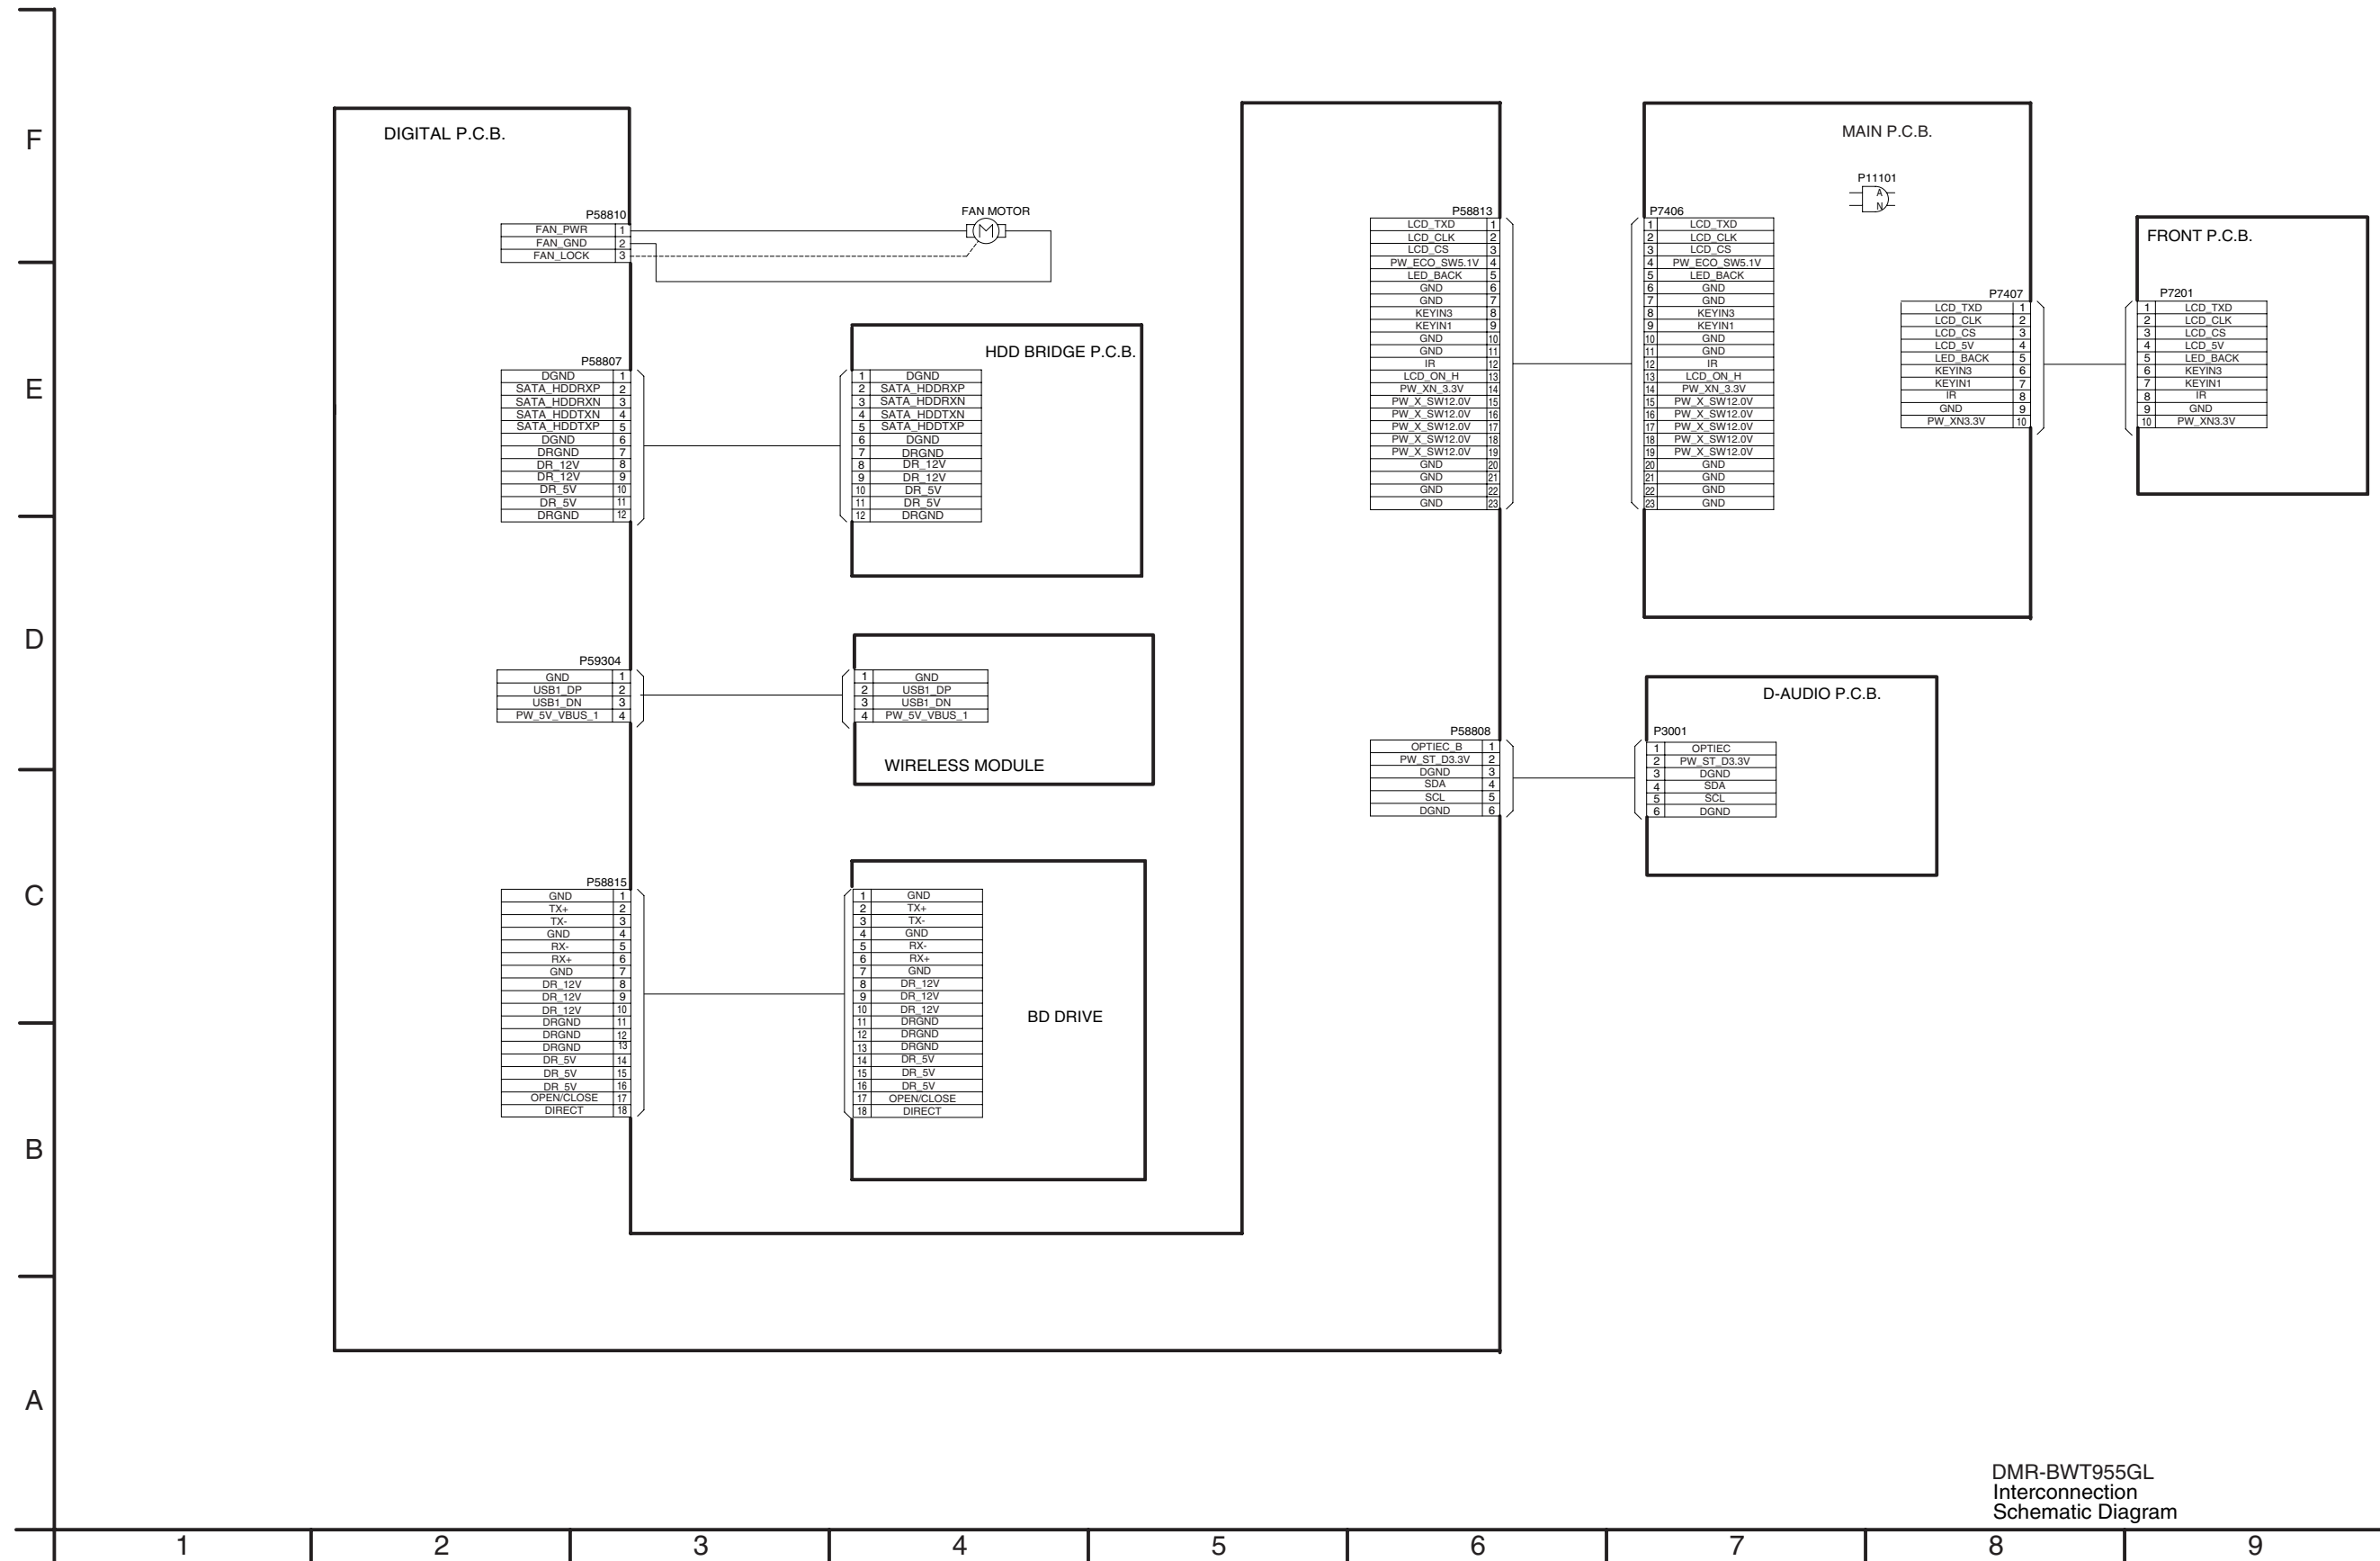 F
E
D
C
B
A
DIGITAL P.C.B.
P58810
FAN_PWR 1
FAN_GND 2
FAN_LOCK 3
FAN MOTOR
M
P58807
DGND 1
SATA_HDDRXP 2
SATA_HDDRXN 3
SATA_HDDTXN 4
SATA_HDDTXP 5
DGND 6
DRGND 7
DR_12V 8
DR_12V 9
DR_5V 10
DR_5V 11
DRGND 12
HDD BRIDGE P.C.B.
1 DGND
2 SATA_HDDRXP
3 SATA_HDDRXN
4 SATA_HDDTXN
5 SATA_HDDTXP
6 DGND
7 DRGND
8 DR_12V
9 DR_12V
10 DR_5V
11 DR_5V
12 DRGND
P59304
GND 1
USB1_DP 2
USB1_DN 3
PW_5V_VBUS_1 4
1 GND
2 USB1_DP
3 USB1_DN
4 PW_5V_VBUS_1
WIRELESS MODULE
P58815
GND 1
TX+ 2
TX- 3
GND 4
RX- 5
RX+ 6
GND 7
DR_12V 8
DR_12V 9
DR_12V 10
DRGND 11
DRGND 12
DRGND 13
DR_5V 14
DR_5V 15
DR_5V 16
OPEN/CLOSE 17
DIRECT 18
1 GND
2 TX+
3 TX-
4 GND
5 RX-
6 RX+
7 GND
8 DR_12V
9 DR_12V
10 DR_12V
11 DRGND
12 DRGND
13 DRGND
14 DR_5V
15 DR_5V
16 DR_5V
17 OPEN/CLOSE
18 DIRECT
BD DRIVE
P58813
LCD_TXD 1
LCD_CLK 2
LCD_CS 3
PW_ECO_SW5.1V 4
LED_BACK 5
GND 6
GND 7
KEYIN3 8
KEYIN1 9
GND 10
GND 11
IR 12
LCD_ON_H 13
PW_XN_3.3V 14
PW_X_SW12.0V 15
PW_X_SW12.0V 16
PW_X_SW12.0V 17
PW_X_SW12.0V 18
PW_X_SW12.0V 19
GND 20
GND 21
GND 22
GND 23
MAIN P.C.B.
P11101
A
N
P7406
1 LCD_TXD
2 LCD_CLK
3 LCD_CS
4 PW_ECO_SW5.1V
5 LED_BACK
6 GND
7 GND
8 KEYIN3
9 KEYIN1
10 GND
11 GND
12 IR
13 LCD_ON_H
14 PW_XN_3.3V
15 PW_X_SW12.0V
16 PW_X_SW12.0V
17 PW_X_SW12.0V
18 PW_X_SW12.0V
19 PW_X_SW12.0V
20 GND
21 GND
22 GND
23 GND
P7407
LCD_TXD 1
LCD_CLK 2
LCD_CS 3
LCD_5V 4
LED_BACK 5
KEYIN3 6
KEYIN1 7
IR 8
GND 9
PW_XN3.3V 10
FRONT P.C.B.
P7201
1 LCD_TXD
2 LCD_CLK
3 LCD_CS
4 LCD_5V
5 LED_BACK
6 KEYIN3
7 KEYIN1
8 IR
9 GND
10 PW_XN3.3V
P58808
OPTIEC_B 1
PW_ST_D3.3V 2
DGND 3
SDA 4
SCL 5
DGND 6
D-AUDIO P.C.B.
P3001
1 OPTIEC
2 PW_ST_D3.3V
3 DGND
4 SDA
5 SCL
6 DGND
DMR-BWT955GL
Interconnection
Schematic Diagram
1 2 3 4 5 6 7 8 9